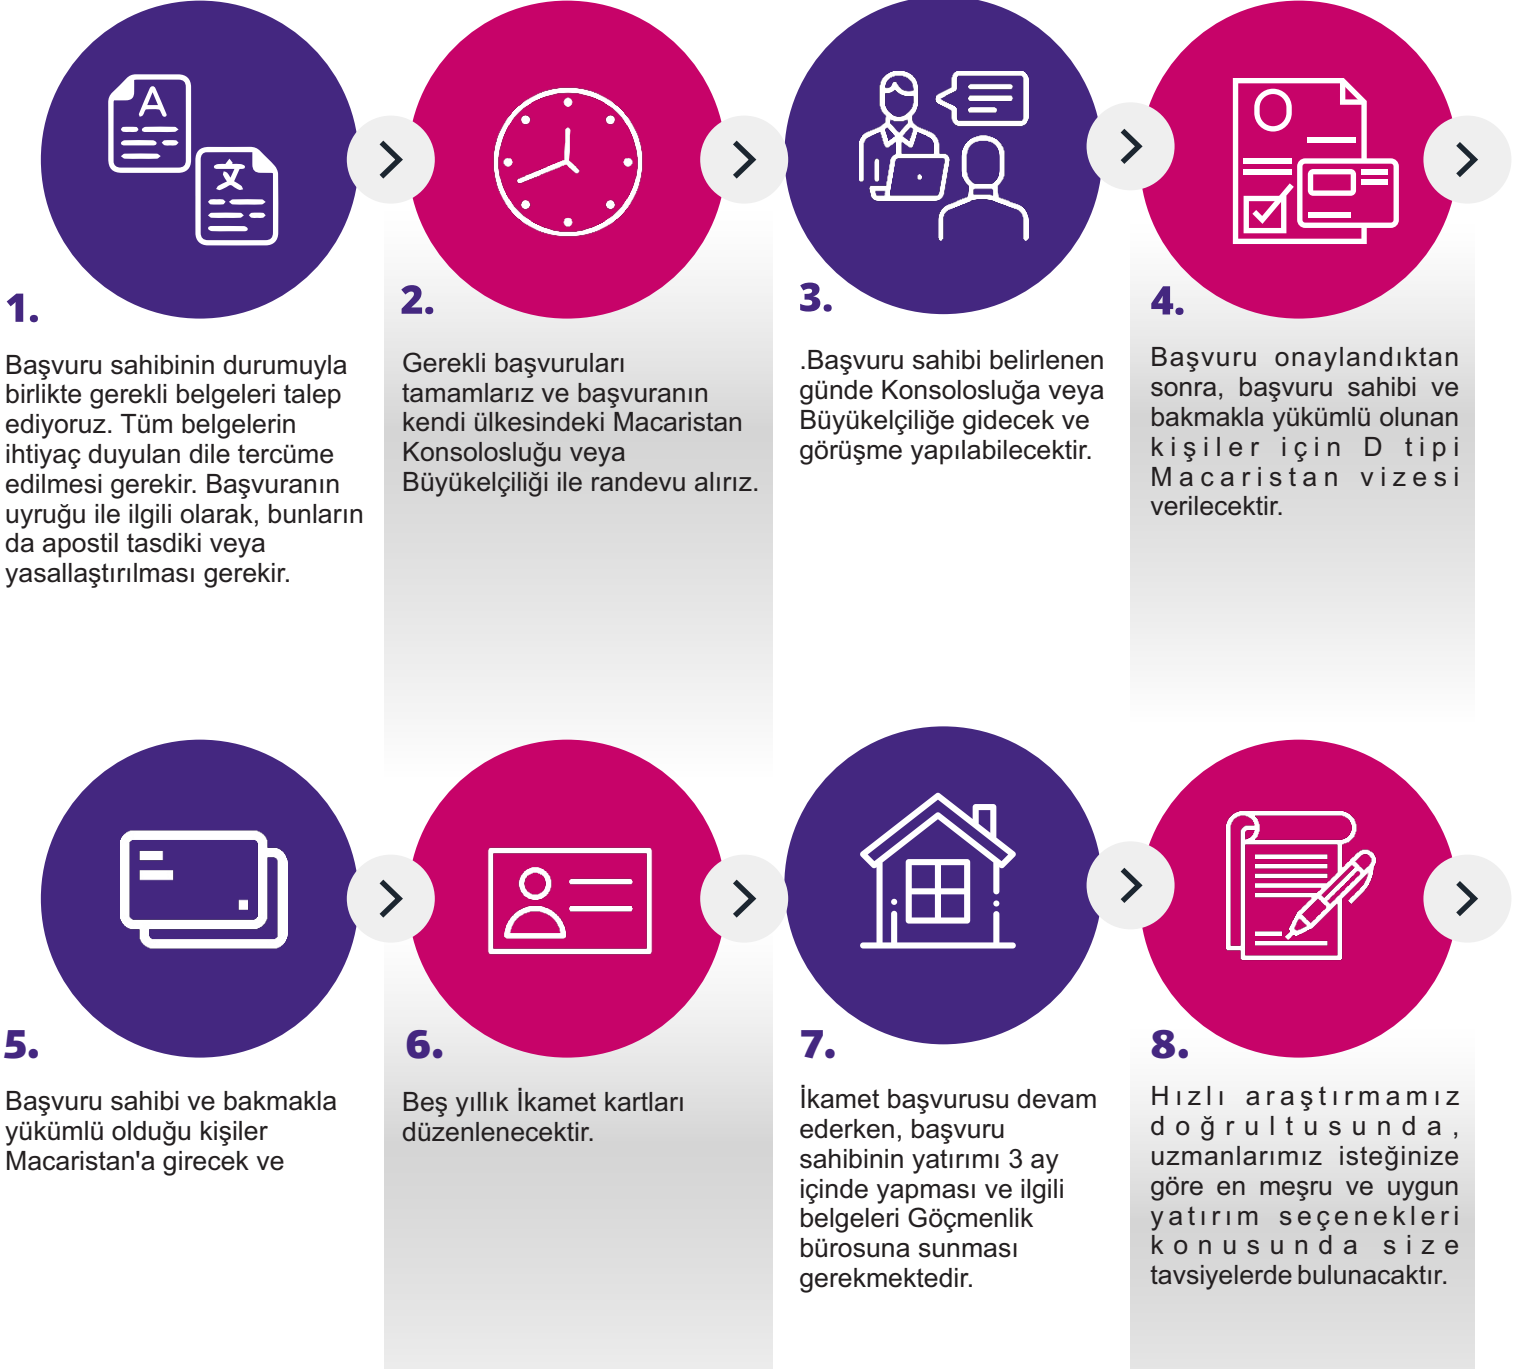 1.
Başvuru sahibinin durumuyla
birlikte gerekli belgeleri talep
ediyoruz. Tüm belgelerin
ihtiyaç duyulan dile tercüme
edilmesi gerekir. Başvuranın
uyruğu ile ilgili olarak, bunların
da apostil tasdiki veya
yasallaştırılması gerekir.
2.
Gerekli başvuruları
tamamlarız ve başvuranın
kendi ülkesindeki Macaristan
Konsolosluğu veya
Büyükelçiliği ile randevu alırız.
3.
.Başvuru sahibi belirlenen
günde Konsolosluğa veya
Büyükelçiliğe gidecek ve
görüşme yapılabilecektir.
4.
Başvuru onaylandıktan
sonra, başvuru sahibi ve
bakmakla yükümlü olunan
kişiler için D tipi
Macaristan vizesi
verilecektir.
5.
Başvuru sahibi ve bakmakla
yükümlü olduğu kişiler
Macaristan'a girecek ve
6.
Beş yıllık İkamet kartları
düzenlenecektir.
7.
İkamet başvurusu devam
ederken, başvuru
sahibinin yatırımı 3 ay
içinde yapması ve ilgili
belgeleri Göçmenlik
bürosuna sunması
gerekmektedir.
8.
Hızlı araştırmamız
doğrultusunda,
uzmanlarımız isteğinize
göre en meşru ve uygun
yatırım seçenekleri
konusunda size
tavsiyelerde bulunacaktır.